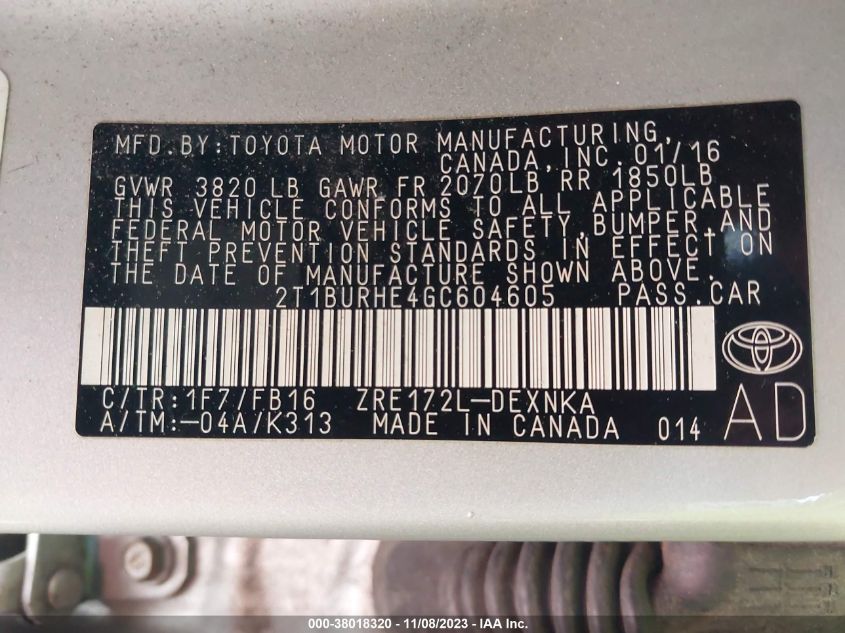 MFD.BY:TOYOTA MOTOR MANUFACTURING,
CANADA,INC.01/16
GVWR 3820LB GAWR FR 2070LB RR 1850LB
THIS VEHICLE CONFORMS TO ALL APPLICABLE
FEDERAL MOTOR VEHICLE SAFETY,BUMPER,AND
THEFT PREVENTION STANDARDS IN EFFECT ON
THE DATE OF MANUFACTURE SHOWN ABOVE.
2T1BURHE4GC604605 PASS.CAR
C/TR:1F7/FB16 ZRE172L-DEXNKA
A/TM:-04A/K313 MADE IN CANADA 014
AD
000-38018320 - 11/08/2023 - IAA Inc.